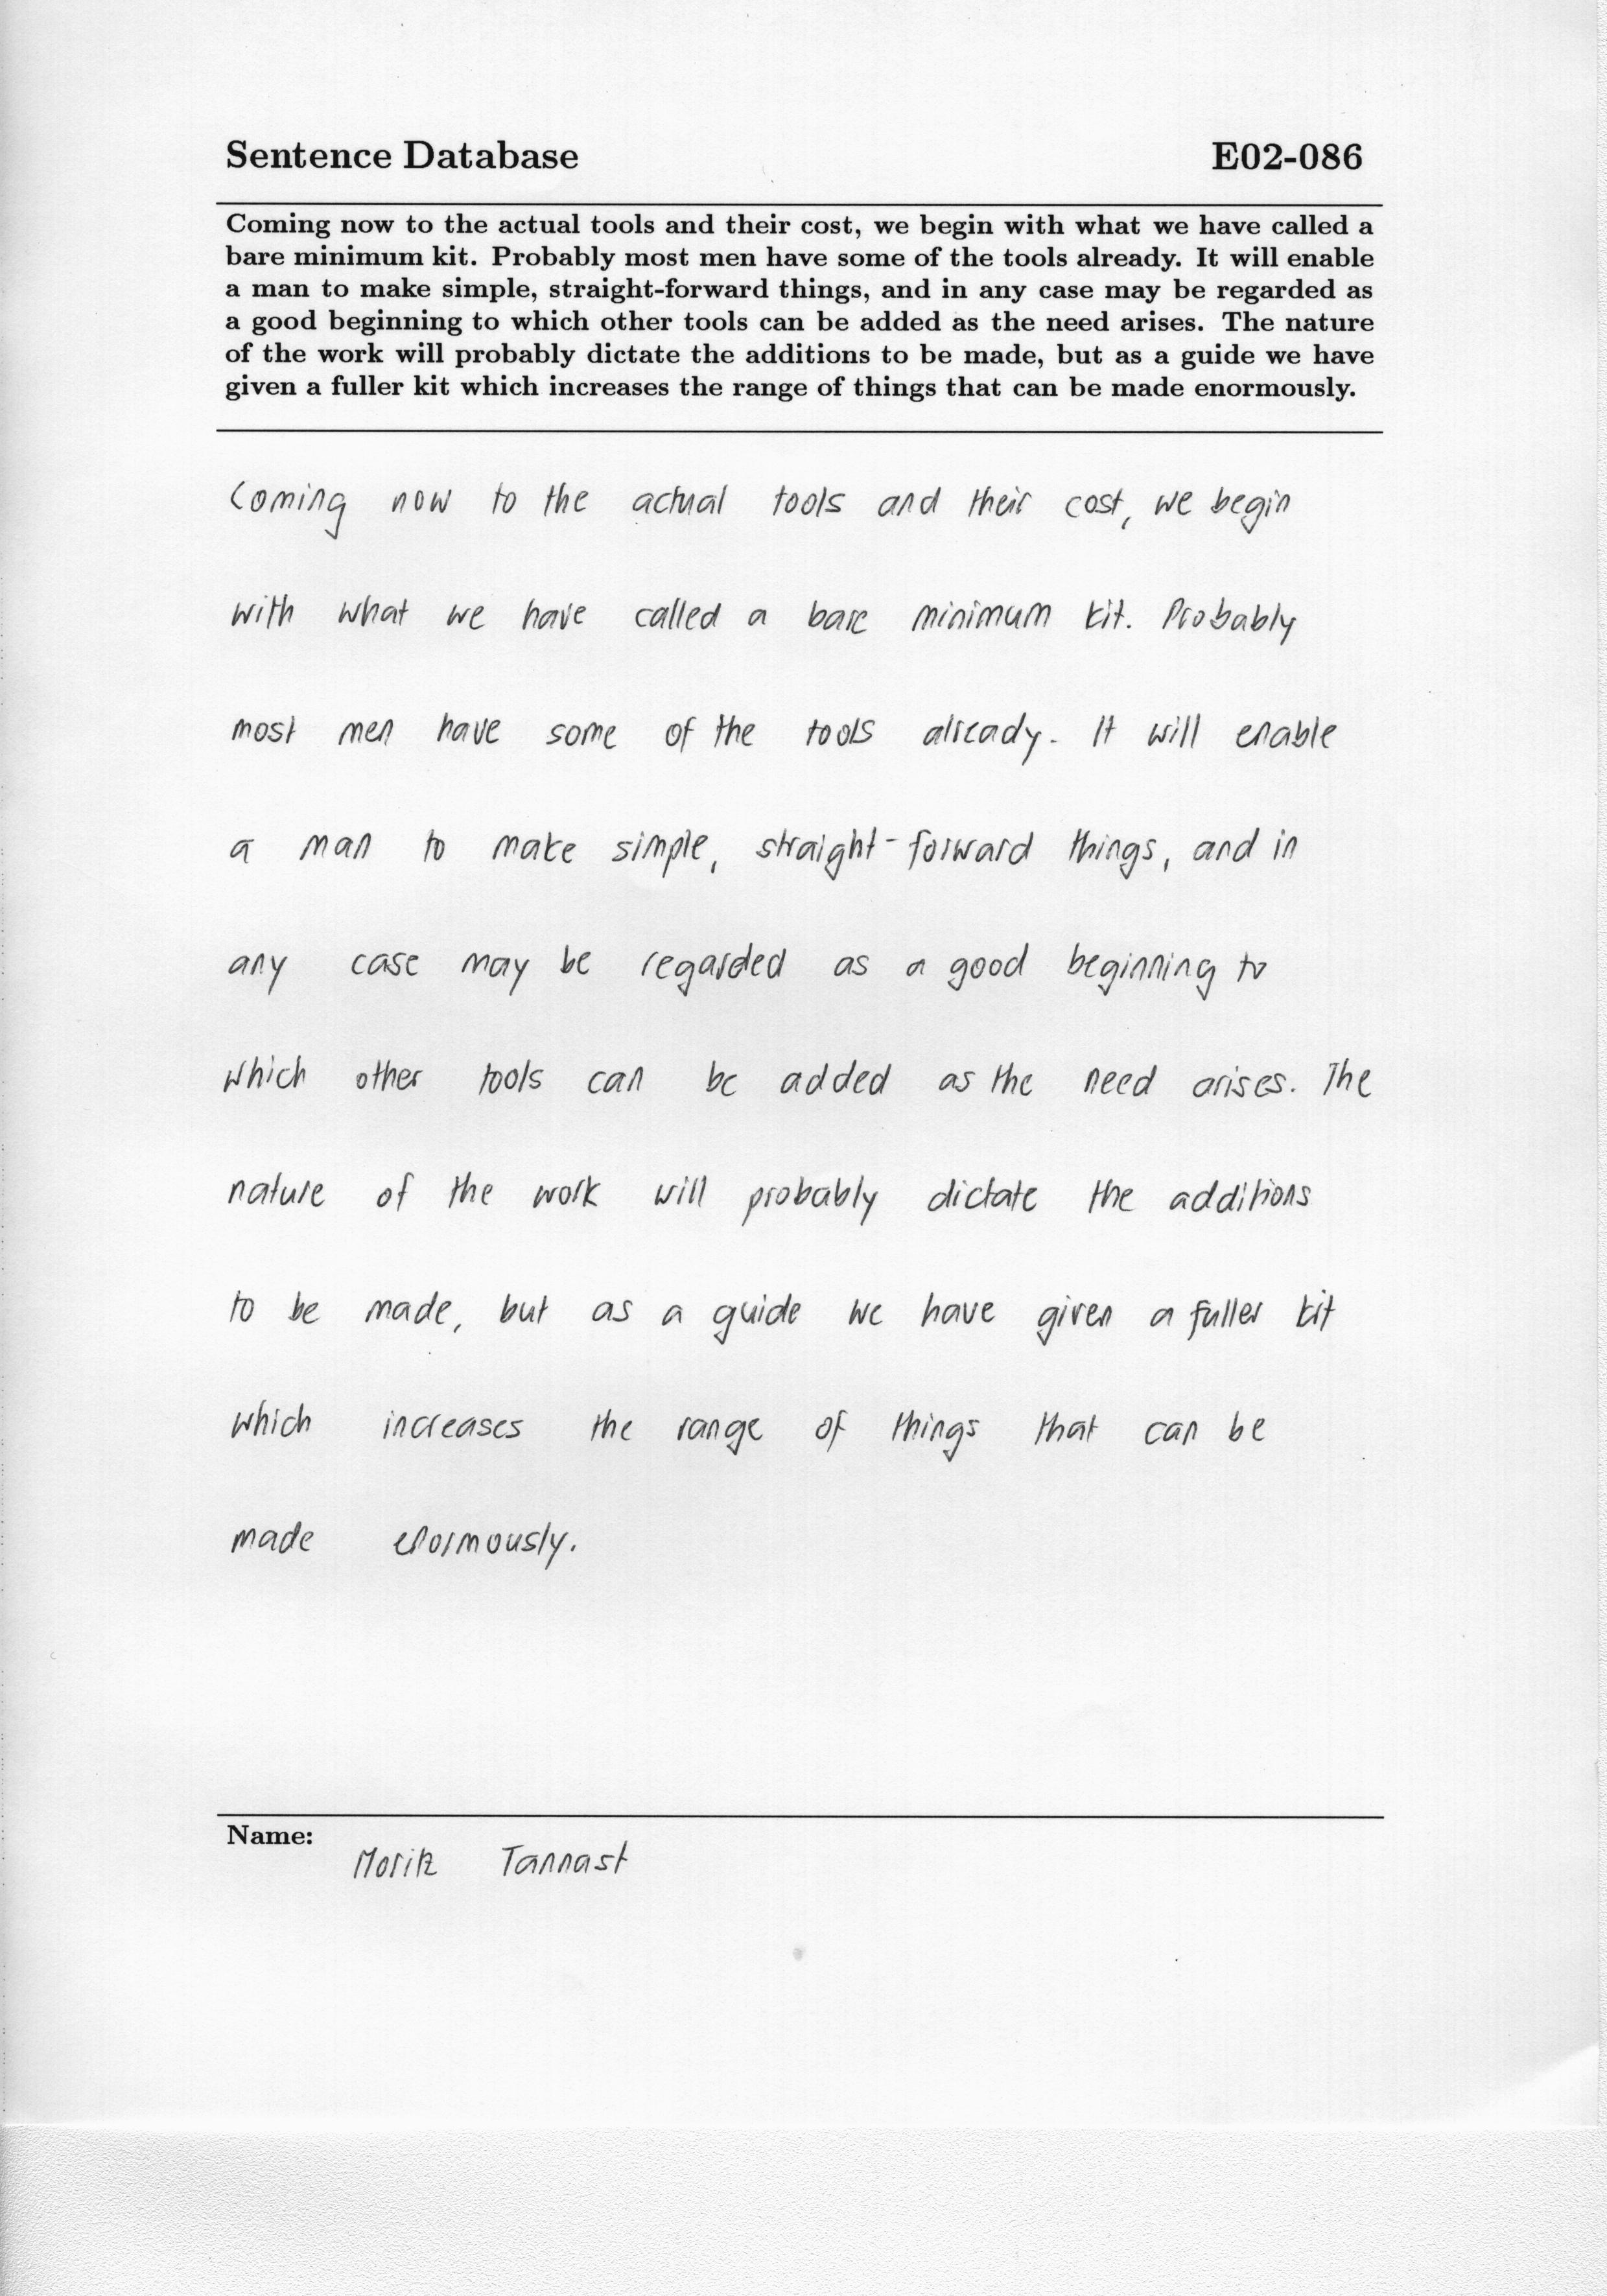 Sentence Database E02-086
Coming now to the actual tools and their cost, we begin with what we have called a
bare minimum kit. Probably most men have some of the tools already. It will enable
a man to make simple, straight-forward things, and in any case may be regarded as
a good beginning to which other tools can be added as the need arises. The nature
of the work will probably dictate the additions to be made, but as a guide we have
given a fuller kit which increases the range of things that can be made enormously.
Coming now to the actual tools and their cost, we begin
with what we have called a bare minimum kit. Probably
most men have some of the tools already. It will enable
a man to make simple, straight-forward things, and in
any case may be regarded as a good beginning to
which other tools can be added as the need arises. The
nature of the work will probably dictate the additions
to be made, but as a guide we have given a fuller kit
which increases the range of things that can be
made enormously.
Name:
Moritz Tannast